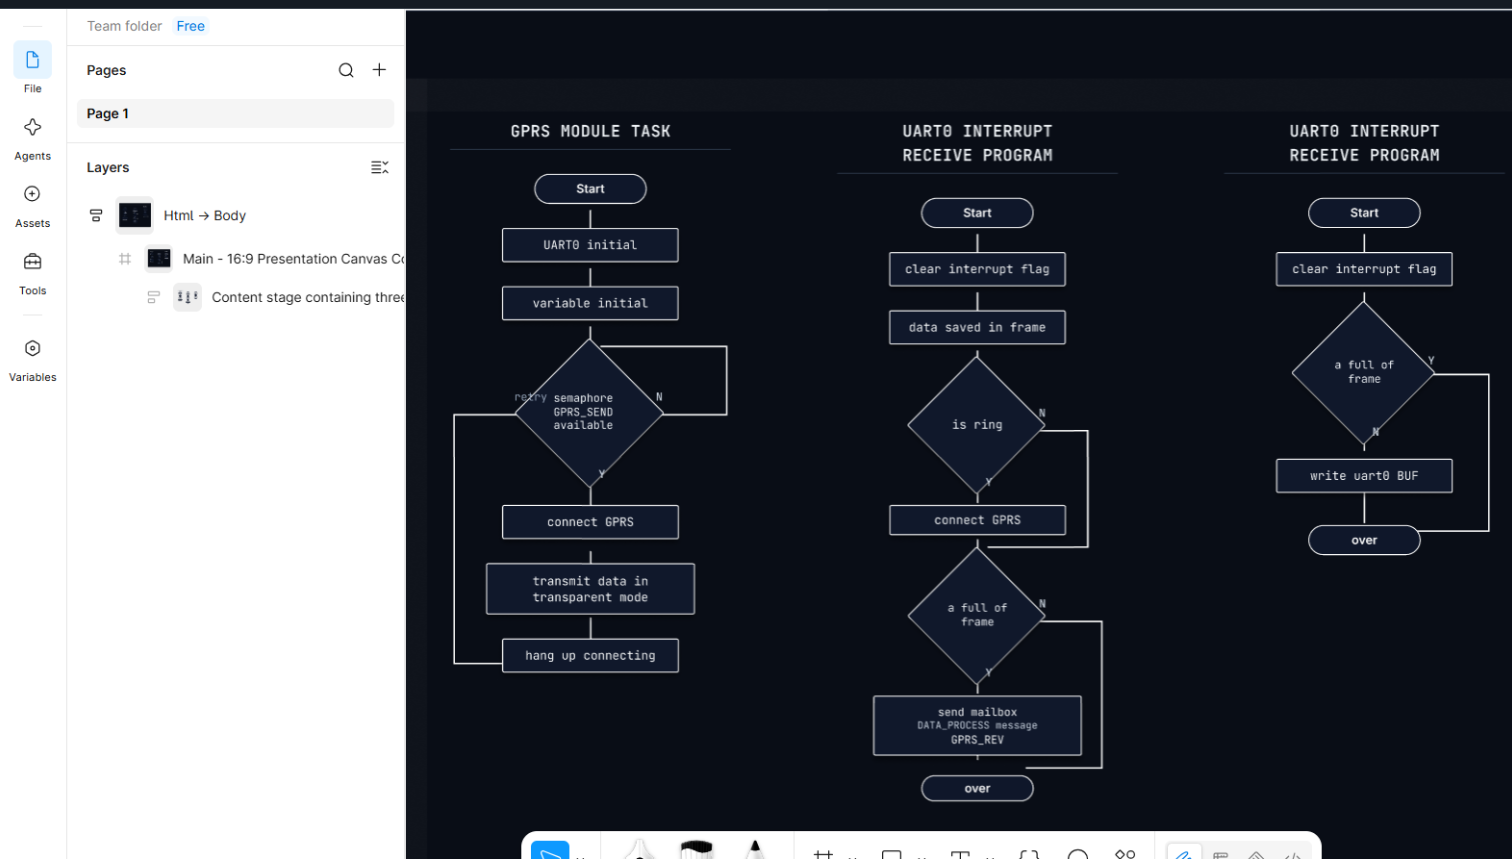 Team folder Free
File
Agents
Assets
Tools
Variables
Pages
Page 1
Layers
Html → Body
Main - 16:9 Presentation Canvas Co
Content stage containing three
GPRS MODULE TASK
Start
UART0 initial
variable initial
retry
semaphore
GPRS_SEND
available
N
Y
connect GPRS
transmit data in
transparent mode
hang up connecting
UART0 INTERRUPT
RECEIVE PROGRAM
Start
clear interrupt flag
data saved in frame
is ring
N
Y
connect GPRS
a full of
frame
N
Y
send mailbox
DATA_PROCESS message
GPRS_REV
over
UART0 INTERRUPT
RECEIVE PROGRAM
Start
clear interrupt flag
a full of
frame
Y
N
write uart0 BUF
over